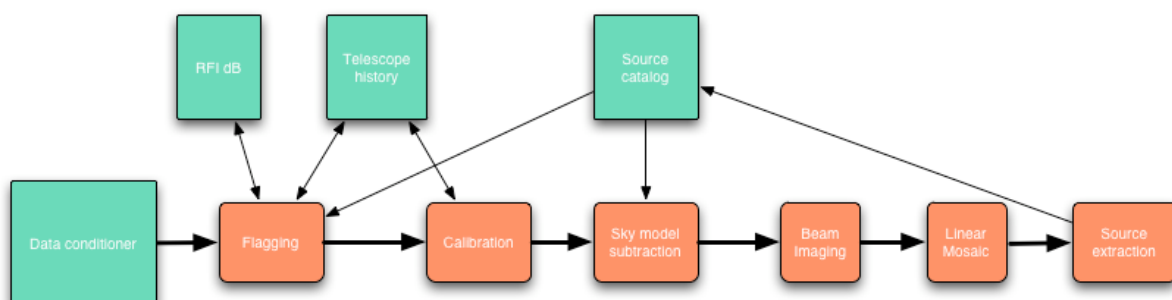 RFI dB
Telescope
history
Source
catalog
Data conditioner
Flagging
Calibration
Sky model
subtraction
Beam
Imaging
Linear
Mosaic
Source
extraction